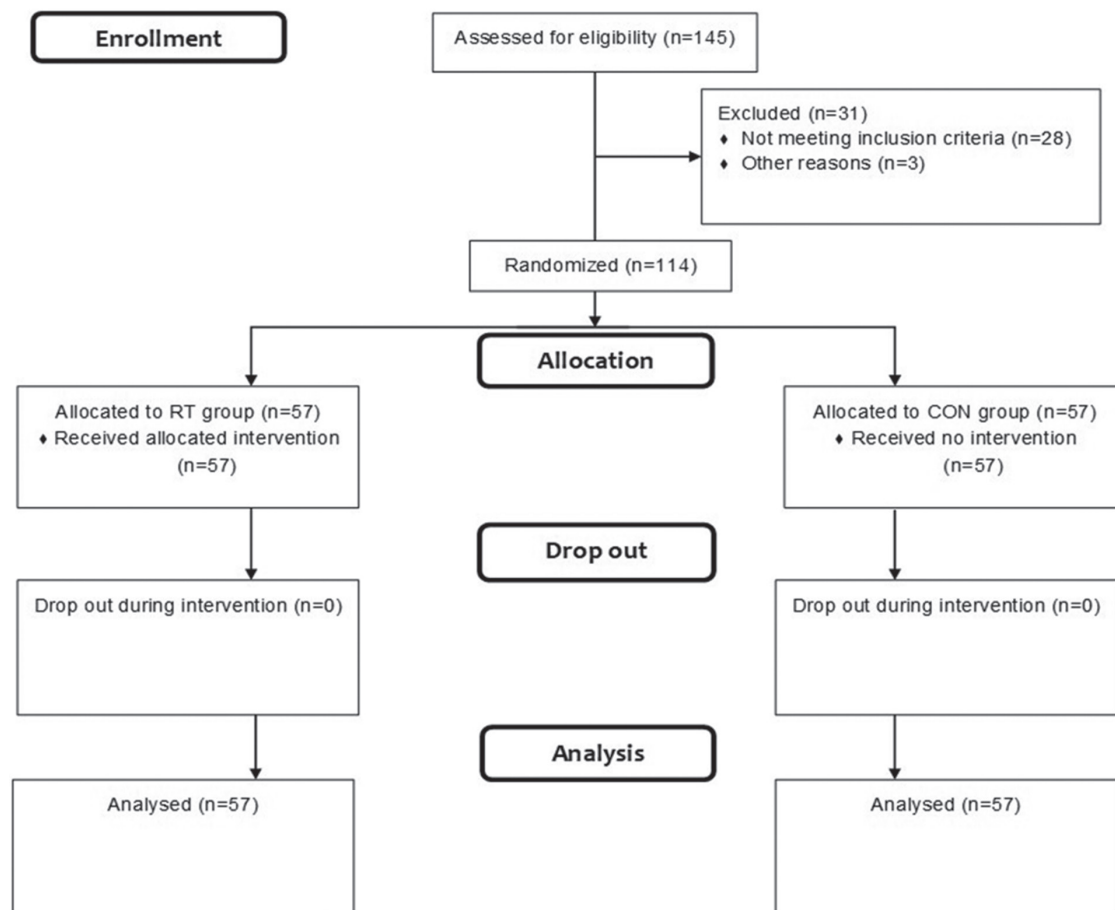 Enrollment
Assessed for eligibility (n=145)
Excluded (n=31)
♦ Not meeting inclusion criteria (n=28)
♦ Other reasons (n=3)
Randomized (n=114)
Allocation
Allocated to RT group (n=57)
♦ Received allocated intervention
(n=57)
Allocated to CON group (n=57)
♦ Received no intervention
(n=57)
Drop out
Drop out during intervention (n=0)
Drop out during intervention (n=0)
Analysis
Analysed (n=57)
Analysed (n=57)